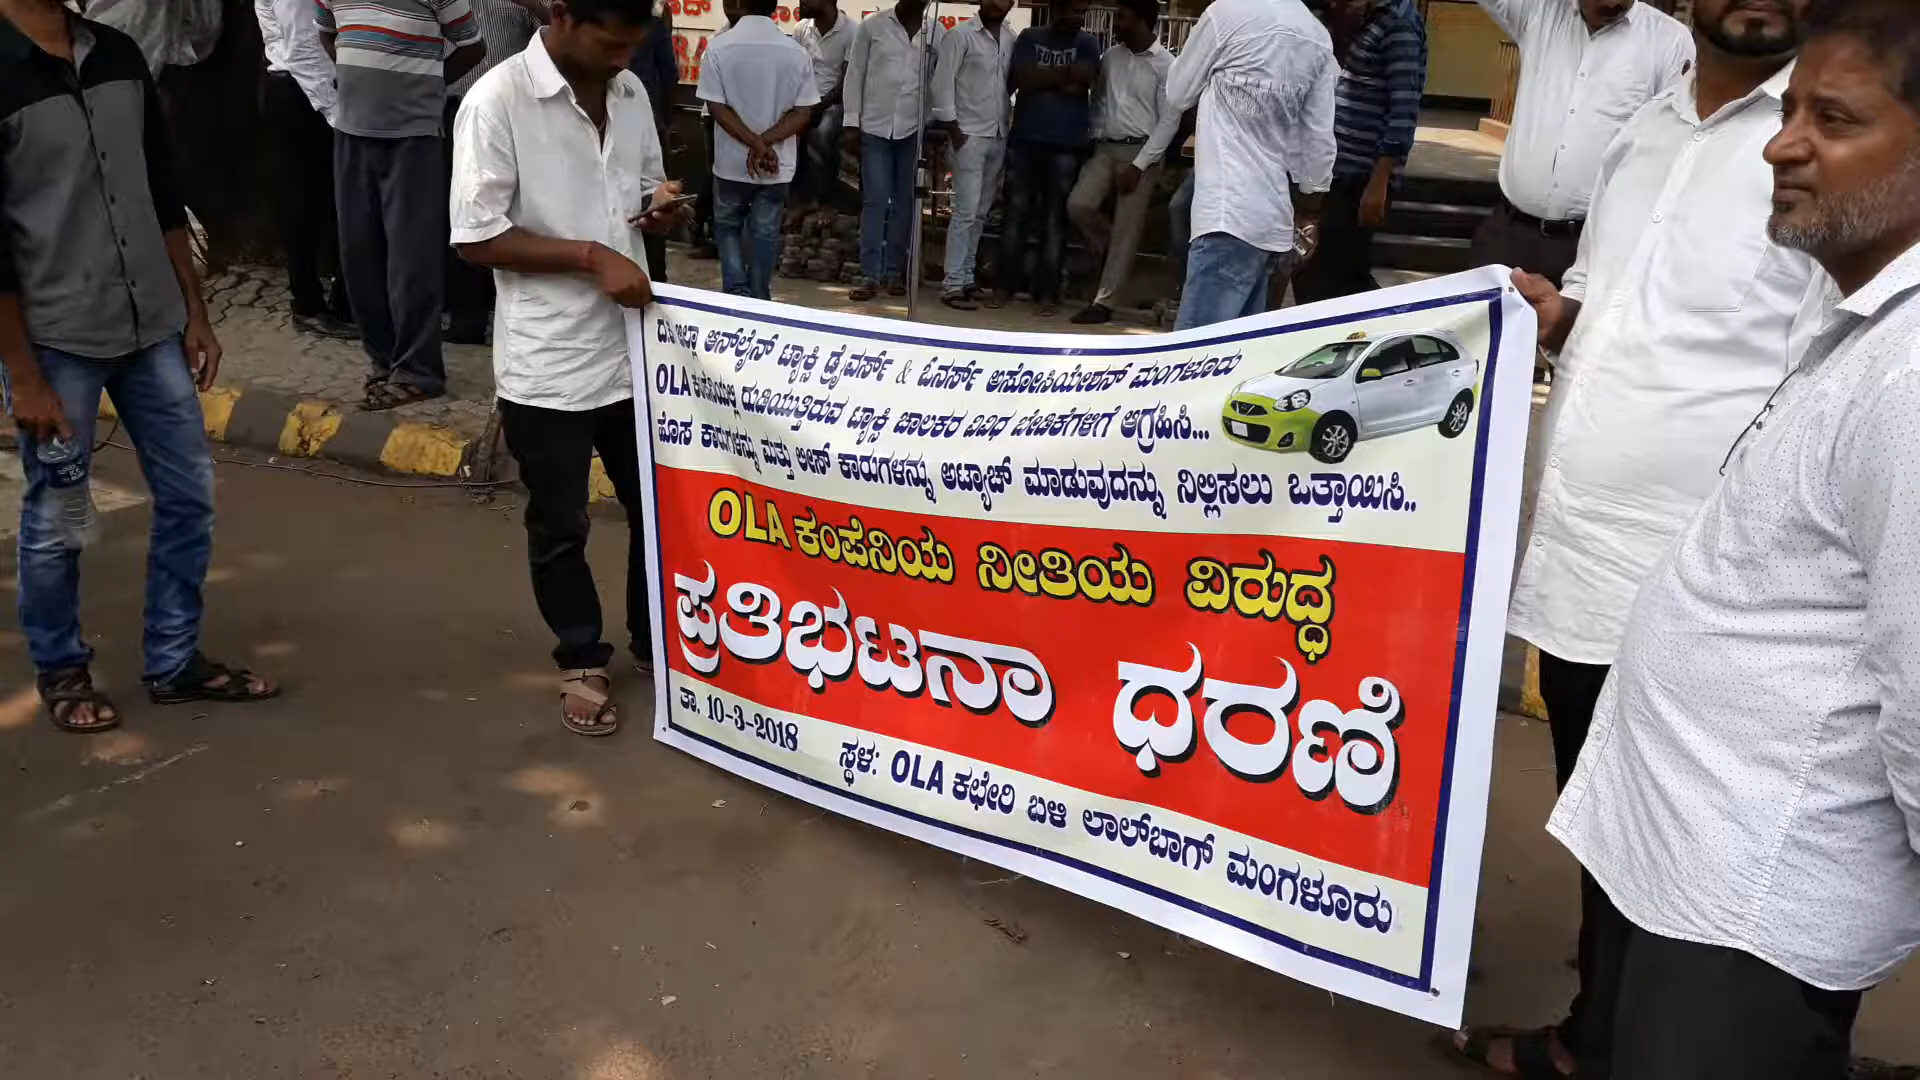 ದ.ಕ ಜಿಲ್ಲಾ ಆನ್‌ಲೈನ್ ಟ್ಯಾಕ್ಸಿ ಡ್ರೈವರ್ಸ್ & ಓನರ್ಸ್ ಅಸೋಸಿಯೇಶನ್ ಮಂಗಳೂರು
OLA ಕಂಪೆನಿಯಲ್ಲಿ ದುಡಿಯುತ್ತಿರುವ ಟ್ಯಾಕ್ಸಿ ಚಾಲಕರ ವಿವಿಧ ಬೇಡಿಕೆಗಳಿಗೆ ಆಗ್ರಹಿಸಿ...
ಹೊಸ ಕಾರುಗಳನ್ನು ಮತ್ತು ಲೀಸ್ ಕಾರುಗಳನ್ನು ಅಟ್ಯಾಚ್ ಮಾಡುವುದನ್ನು ನಿಲ್ಲಿಸಲು ಒತ್ತಾಯಿಸಿ..
OLA ಕಂಪೆನಿಯ ನೀತಿಯ ವಿರುದ್ಧ
ಪ್ರತಿಭಟನಾ ಧರಣಿ
ತಾ. 10-3-2018
ಸ್ಥಳ: OLA ಕಛೇರಿ ಬಳಿ ಲಾಲ್‌ಬಾಗ್ ಮಂಗಳೂರು